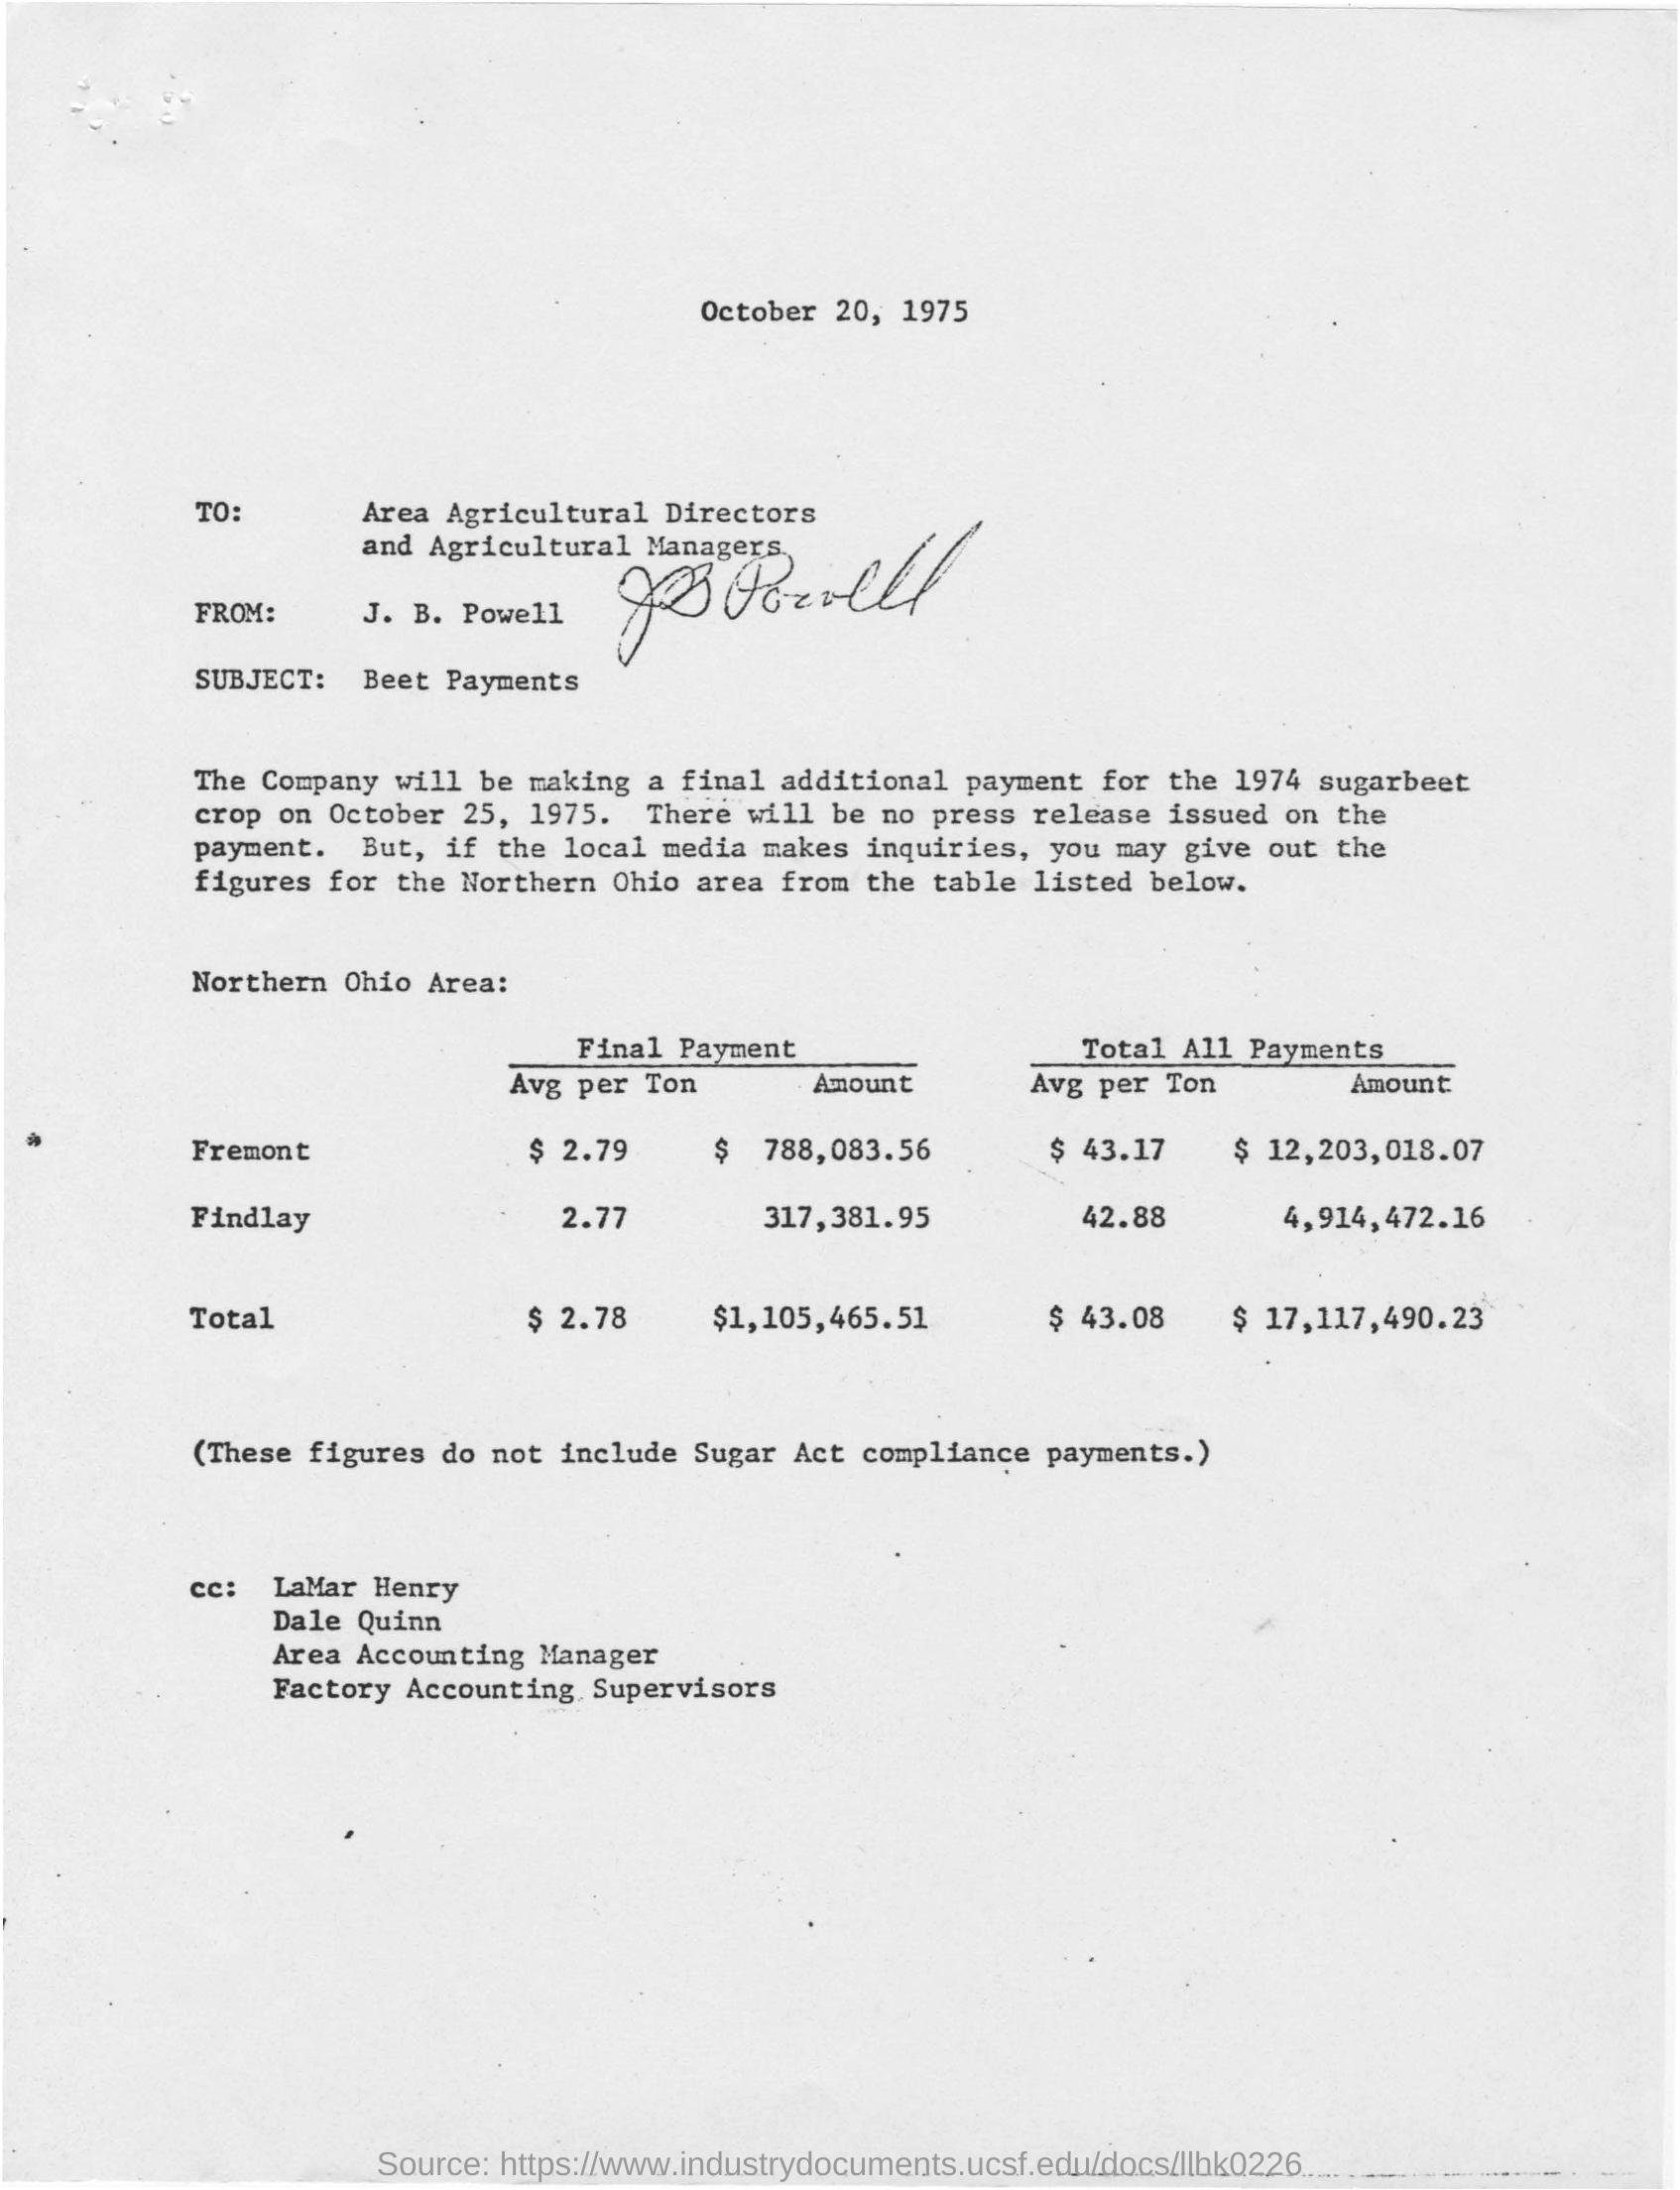 October 20, 1975
TO: Area Agricultural Directors
and Agricultural Managers
JB Powell
FROM: J. B. Powell
SUBJECT: Beet Payments
The Company will be making a final additional payment for the 1974 sugarbeet
crop on October 25, 1975. There will be no press release issued on the
payment. But, if the local media makes inquiries, you may give out the
figures for the Northern Ohio area from the table listed below.
Northern Ohio Area:
Final Payment Total All Payments
Avg per Ton Amount Avg per Ton Amount
* Fremont $ 2.79 $ 788,083.56 $ 43.17 $ 12,203,018.07
Findlay 2.77 317,381.95 42.88 4,914,472.16
Total $ 2.78 $1,105,465.51 $ 43.08 $ 17,117,490.23
(These figures do not include Sugar Act compliance payments.)
cc: LaMar Henry
Dale Quinn
Area Accounting Manager
Factory Accounting Supervisors
Source: https://www.industrydocuments.ucsf.edu/docs/llhk0226